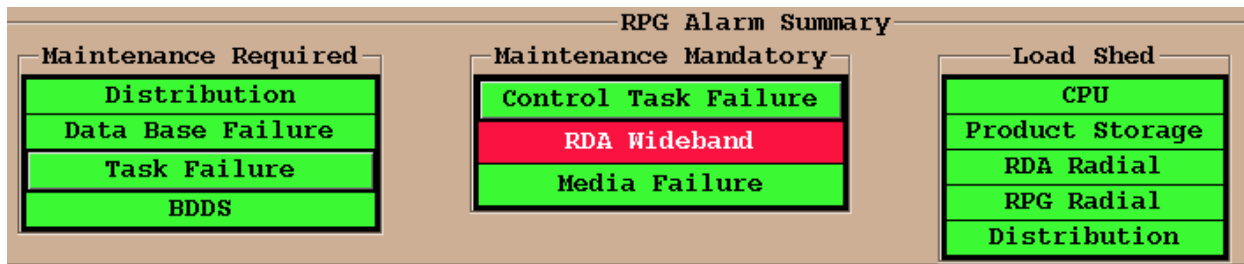 RPG Alarm Summary
Maintenance Required
Distribution
Data Base Failure
Task Failure
BDDS
Maintenance Mandatory
Control Task Failure
RDA Wideband
Media Failure
Load Shed
CPU
Product Storage
RDA Radial
RPG Radial
Distribution